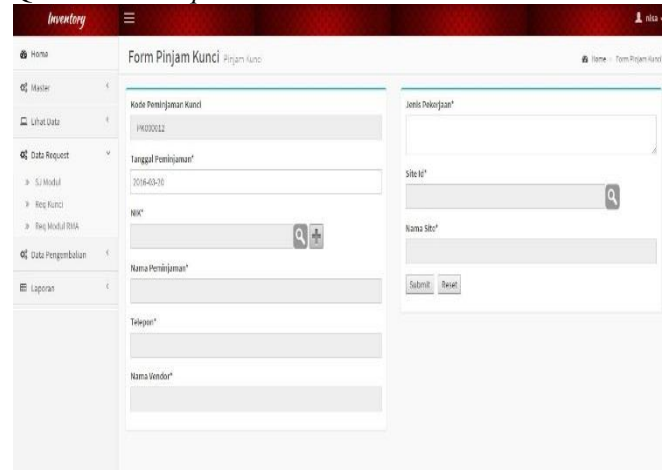 Inventory
nisa
Home
Form Pinjam Kunci Pinjam Kunci
Home > Form Pinjam Kunci
Master
Lihat Data
Data Request
SJ Modul
Req Kunci
Req Modul RMA
Data Pengembalian
Laporan
Kode Peminjaman Kunci
PK000012
Tanggal Peminjaman*
2016-03-20
NIK*
Nama Peminjaman*
Telepon*
Nama Vendor*
Jenis Pekerjaan*
Site Id*
Nama Site*
Submit Reset